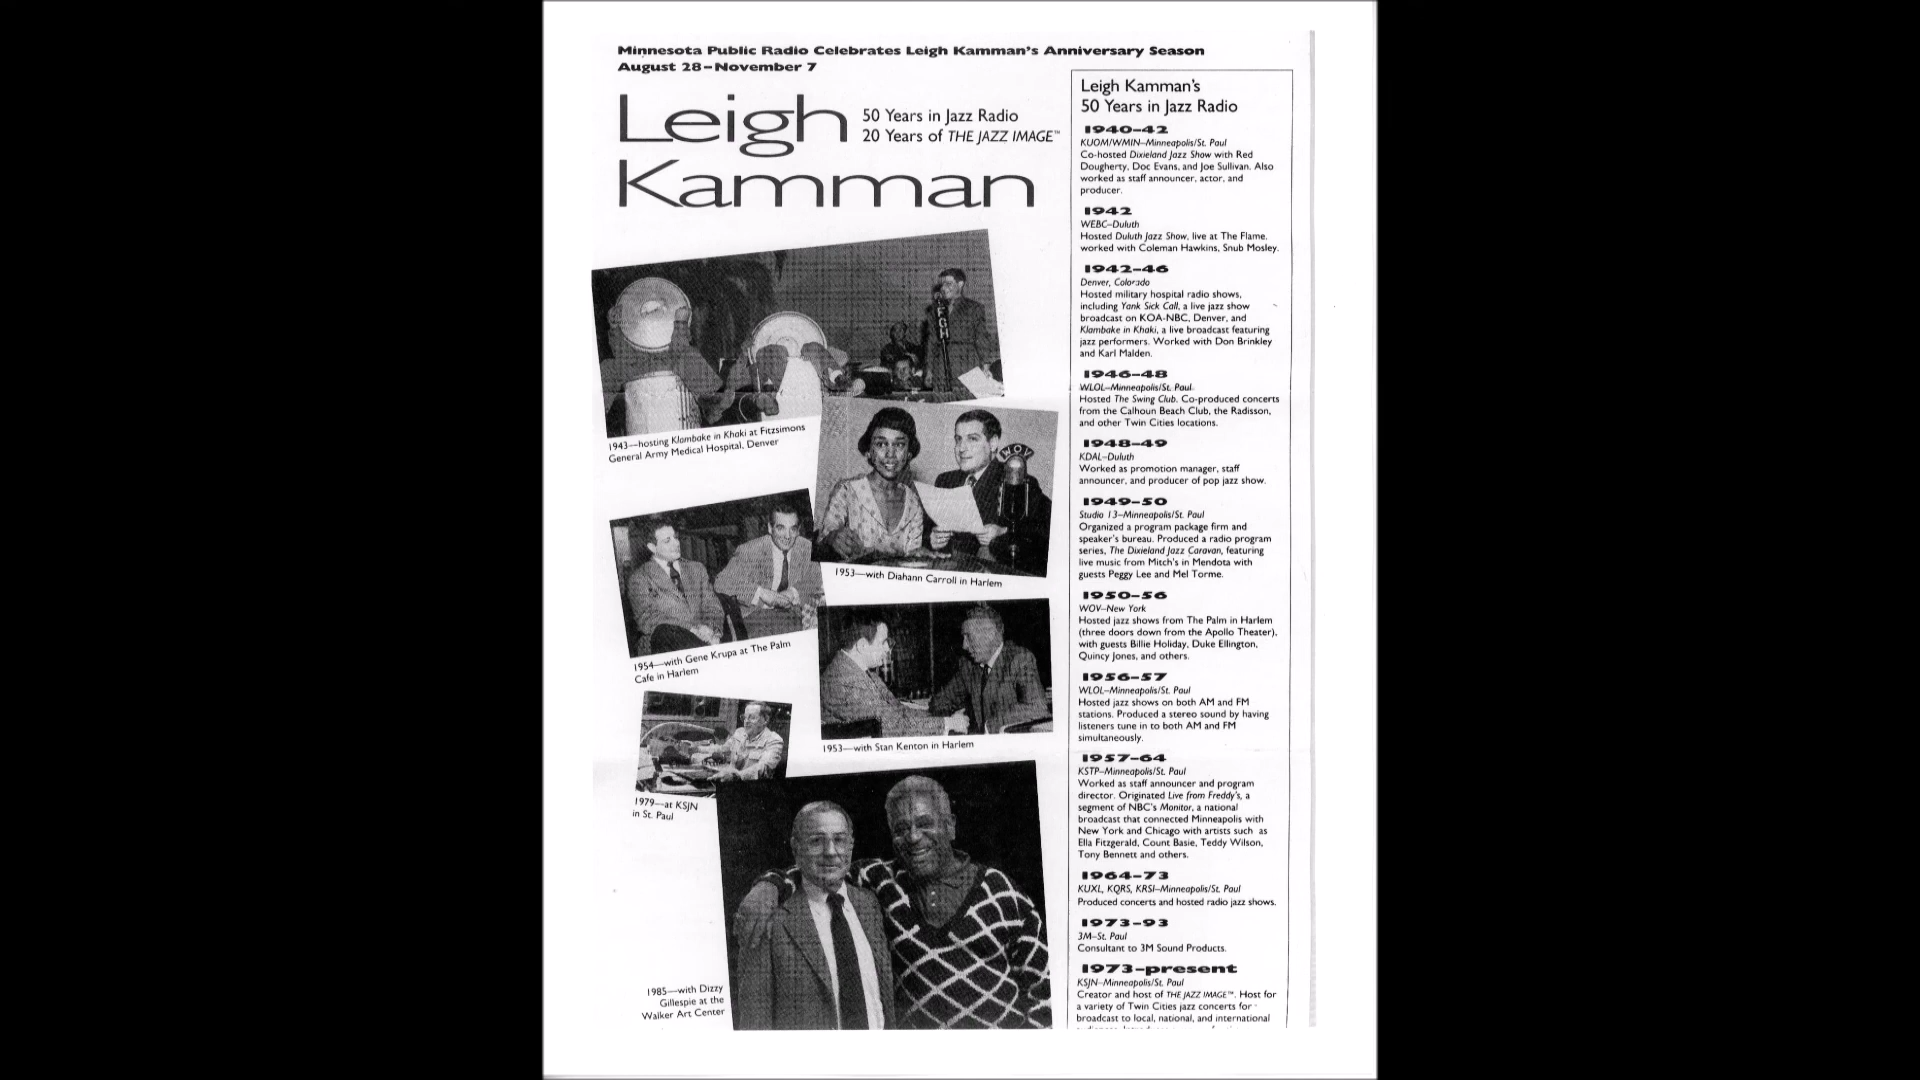 Minnesota Public Radio Celebrates Leigh Kamman's Anniversary Season
August 28–November 7
Leigh
Kamman
50 Years in Jazz Radio
20 Years of THE JAZZ IMAGE™
FGH
1943—hosting Klambake in Khaki at Fitzsimons
General Army Medical Hospital, Denver
WOV
1953—with Diahann Carroll in Harlem
1954—with Gene Krupa at The Palm
Cafe in Harlem
1953—with Stan Kenton in Harlem
1979—at KSJN
in St. Paul
1985—with Dizzy
Gillespie at the
Walker Art Center
Leigh Kamman's
50 Years in Jazz Radio
1940–42
KUOM/WMIN–Minneapolis/St. Paul
Co-hosted Dixieland Jazz Show with Red
Dougherty, Doc Evans, and Joe Sullivan. Also
worked as staff announcer, actor, and
producer.
1942
WEBC–Duluth
Hosted Duluth Jazz Show, live at The Flame,
worked with Coleman Hawkins, Snub Mosley.
1942–46
Denver, Colorado
Hosted military hospital radio shows,
including Yank Sick Call, a live jazz show
broadcast on KOA-NBC, Denver, and
Klambake in Khaki, a live broadcast featuring
jazz performers. Worked with Don Brinkley
and Karl Malden.
1946–48
WLOL–Minneapolis/St. Paul
Hosted The Swing Club. Co-produced concerts
from the Calhoun Beach Club, the Radisson,
and other Twin Cities locations.
1948–49
KDAL–Duluth
Worked as promotion manager, staff
announcer, and producer of pop jazz show.
1949–50
Studio 13–Minneapolis/St. Paul
Organized a program package firm and
speaker's bureau. Produced a radio program
series, The Dixieland Jazz Caravan, featuring
live music from Mitch's in Mendota with
guests Peggy Lee and Mel Torme.
1950–56
WOV–New York
Hosted jazz shows from The Palm in Harlem
(three doors down from the Apollo Theater),
with guests Billie Holiday, Duke Ellington,
Quincy Jones, and others.
1956–57
WLOL–Minneapolis/St. Paul
Hosted jazz shows on both AM and FM
stations. Produced a stereo sound by having
listeners tune in to both AM and FM
simultaneously.
1957–64
KSTP–Minneapolis/St. Paul
Worked as staff announcer and program
director. Originated Live from Freddy's, a
segment of NBC's Monitor, a national
broadcast that connected Minneapolis with
New York and Chicago with artists such as
Ella Fitzgerald, Count Basie, Teddy Wilson,
Tony Bennett and others.
1964–73
KUXL, KQRS, KRSI–Minneapolis/St. Paul
Produced concerts and hosted radio jazz shows.
1973–93
3M–St. Paul
Consultant to 3M Sound Products.
1973–present
KSJN–Minneapolis/St. Paul
Creator and host of THE JAZZ IMAGE™. Host for
a variety of Twin Cities jazz concerts for
broadcast to local, national, and international